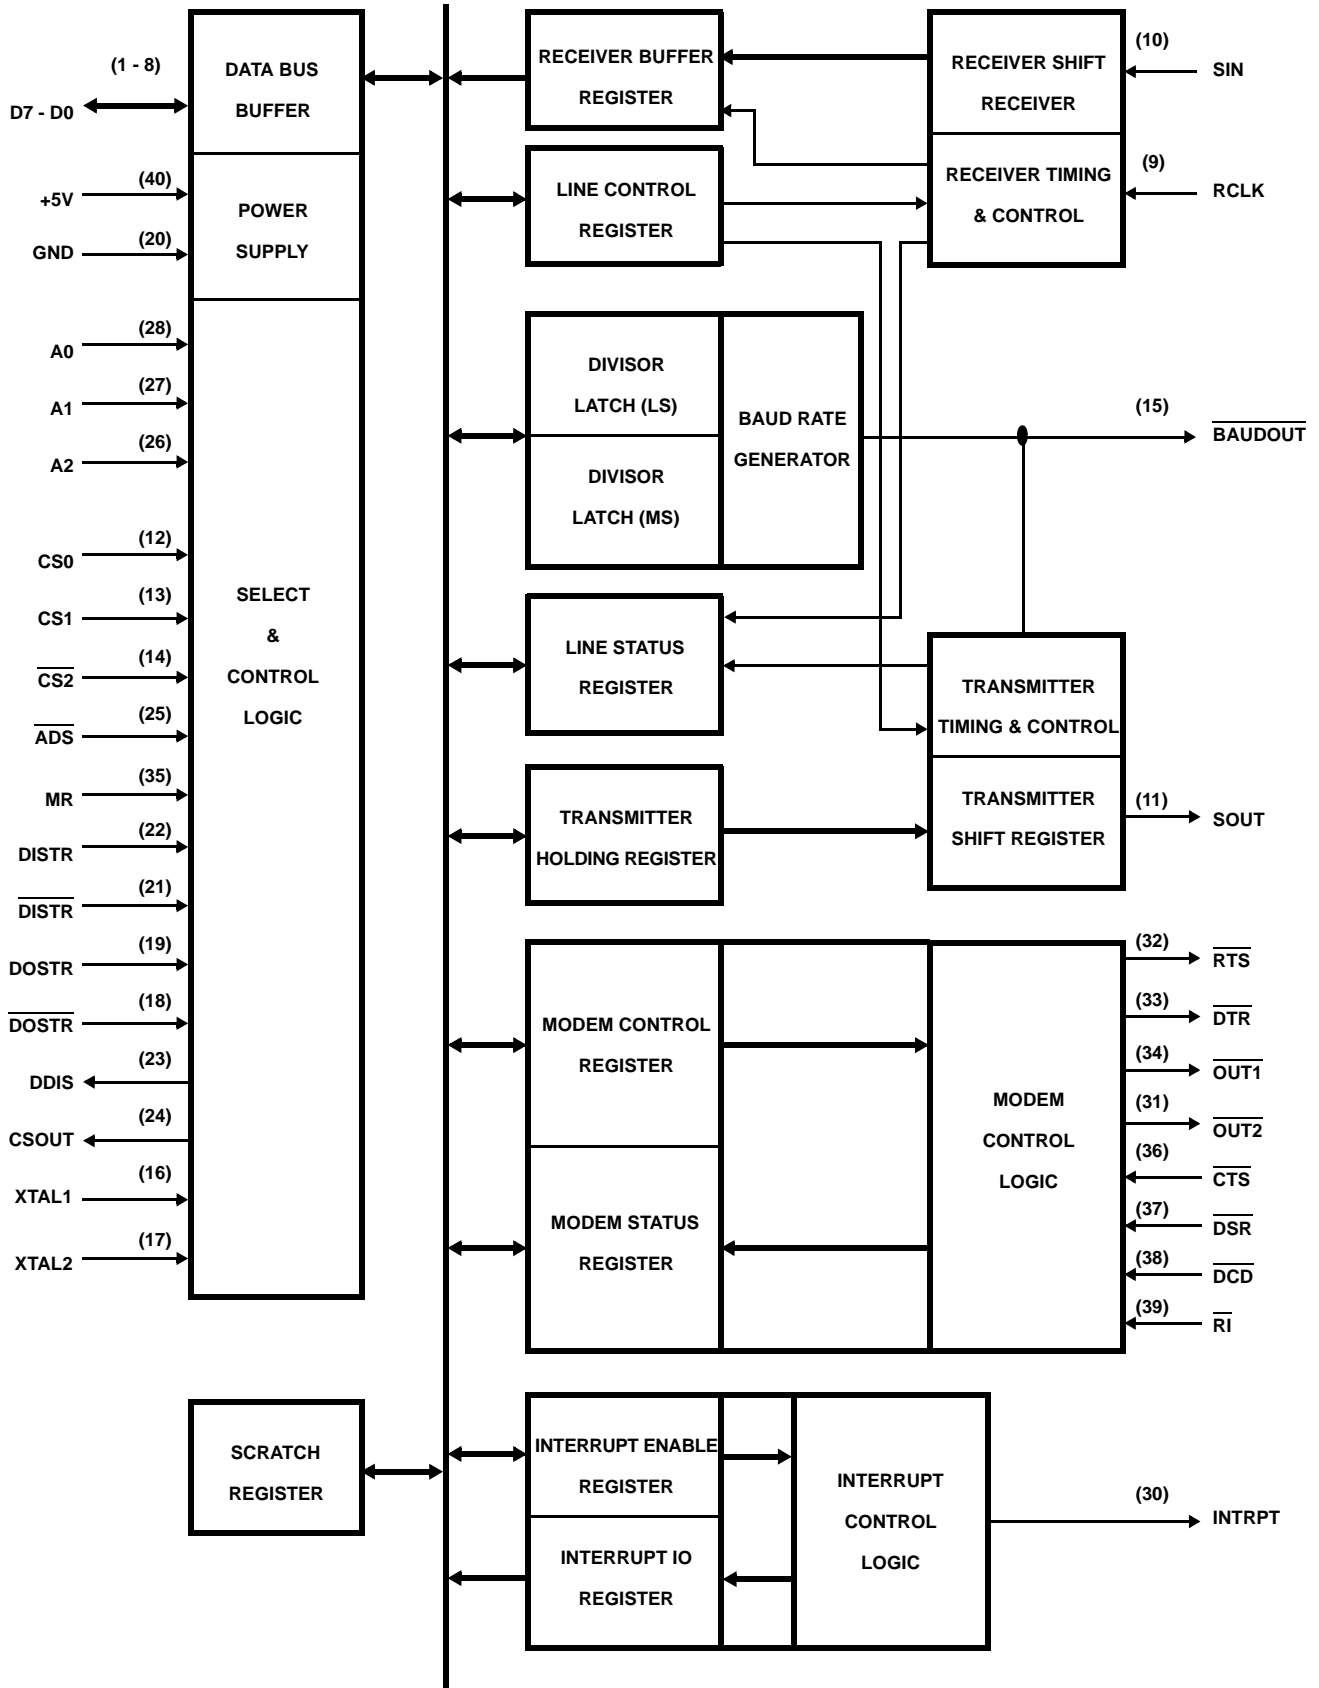 (1 - 8)
D7 - D0
DATA BUS
BUFFER
(40)
+5V
(20)
GND
POWER
SUPPLY
(28)
A0
(27)
A1
(26)
A2
(12)
CS0
(13)
CS1
(14)
CS2
(25)
ADS
(35)
MR
(22)
DISTR
(21)
DISTR
(19)
DOSTR
(18)
DOSTR
(23)
DDIS
(24)
CSOUT
(16)
XTAL1
(17)
XTAL2
SELECT
&
CONTROL
LOGIC
SCRATCH
REGISTER
RECEIVER BUFFER
REGISTER
RECEIVER SHIFT
RECEIVER
(10)
SIN
LINE CONTROL
REGISTER
RECEIVER TIMING
& CONTROL
(9)
RCLK
DIVISOR
LATCH (LS)
DIVISOR
LATCH (MS)
BAUD RATE
GENERATOR
(15)
BAUDOUT
LINE STATUS
REGISTER
TRANSMITTER
TIMING & CONTROL
TRANSMITTER
HOLDING REGISTER
TRANSMITTER
SHIFT REGISTER
(11)
SOUT
MODEM CONTROL
REGISTER
MODEM STATUS
REGISTER
MODEM
CONTROL
LOGIC
(32)
RTS
(33)
DTR
(34)
OUT1
(31)
OUT2
(36)
CTS
(37)
DSR
(38)
DCD
(39)
RI
INTERRUPT ENABLE
REGISTER
INTERRUPT IO
REGISTER
INTERRUPT
CONTROL
LOGIC
(30)
INTRPT